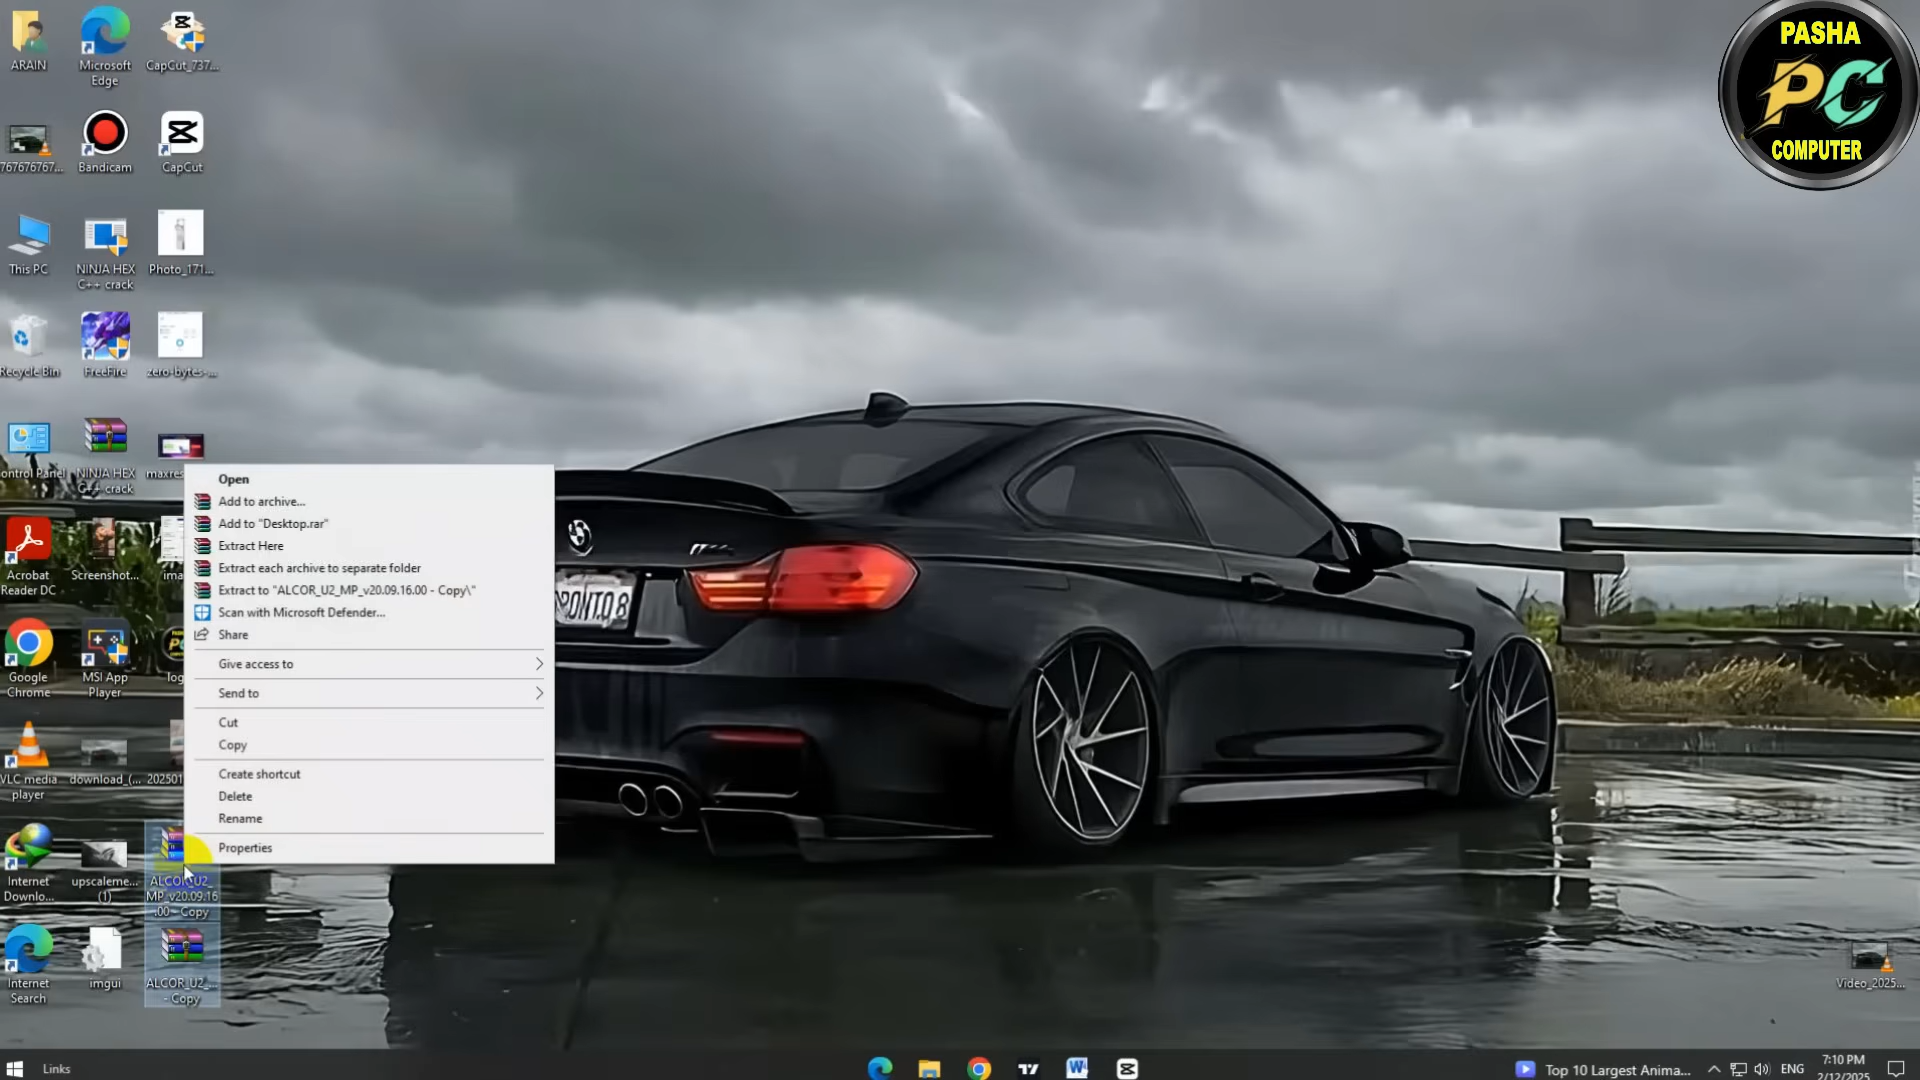 ARAIN
Microsoft
Edge
CapCut_737...
767676767...
Bandicam
CapCut
This PC
NINJA HEX
C++ crack
Photo_171...
Recycle Bin
FreeFire
zero-bytes-...
ontrol Panel
NINJA HEX
C++ crack
maxres
Acrobat
Reader DC
Screenshot...
ima
Google
Chrome
MSI App
Player
log
VLC media
player
download_(...
202501
Internet
Downlo...
upscaleme...
(1)
ALCOR_U2_
MP_v20.09.16
.00 - Copy
Internet
Search
imgui
ALCOR_U2_...
- Copy
Open
Add to archive...
Add to "Desktop.rar"
Extract Here
Extract each archive to separate folder
Extract to "ALCOR_U2_MP_v20.09.16.00 - Copy\"
Scan with Microsoft Defender...
Share
Give access to
Send to
Cut
Copy
Create shortcut
Delete
Rename
Properties
PASHA
PC
COMPUTER
Video_2025...
Links
Top 10 Largest Anima...
ENG
7:10 PM
2/12/2025